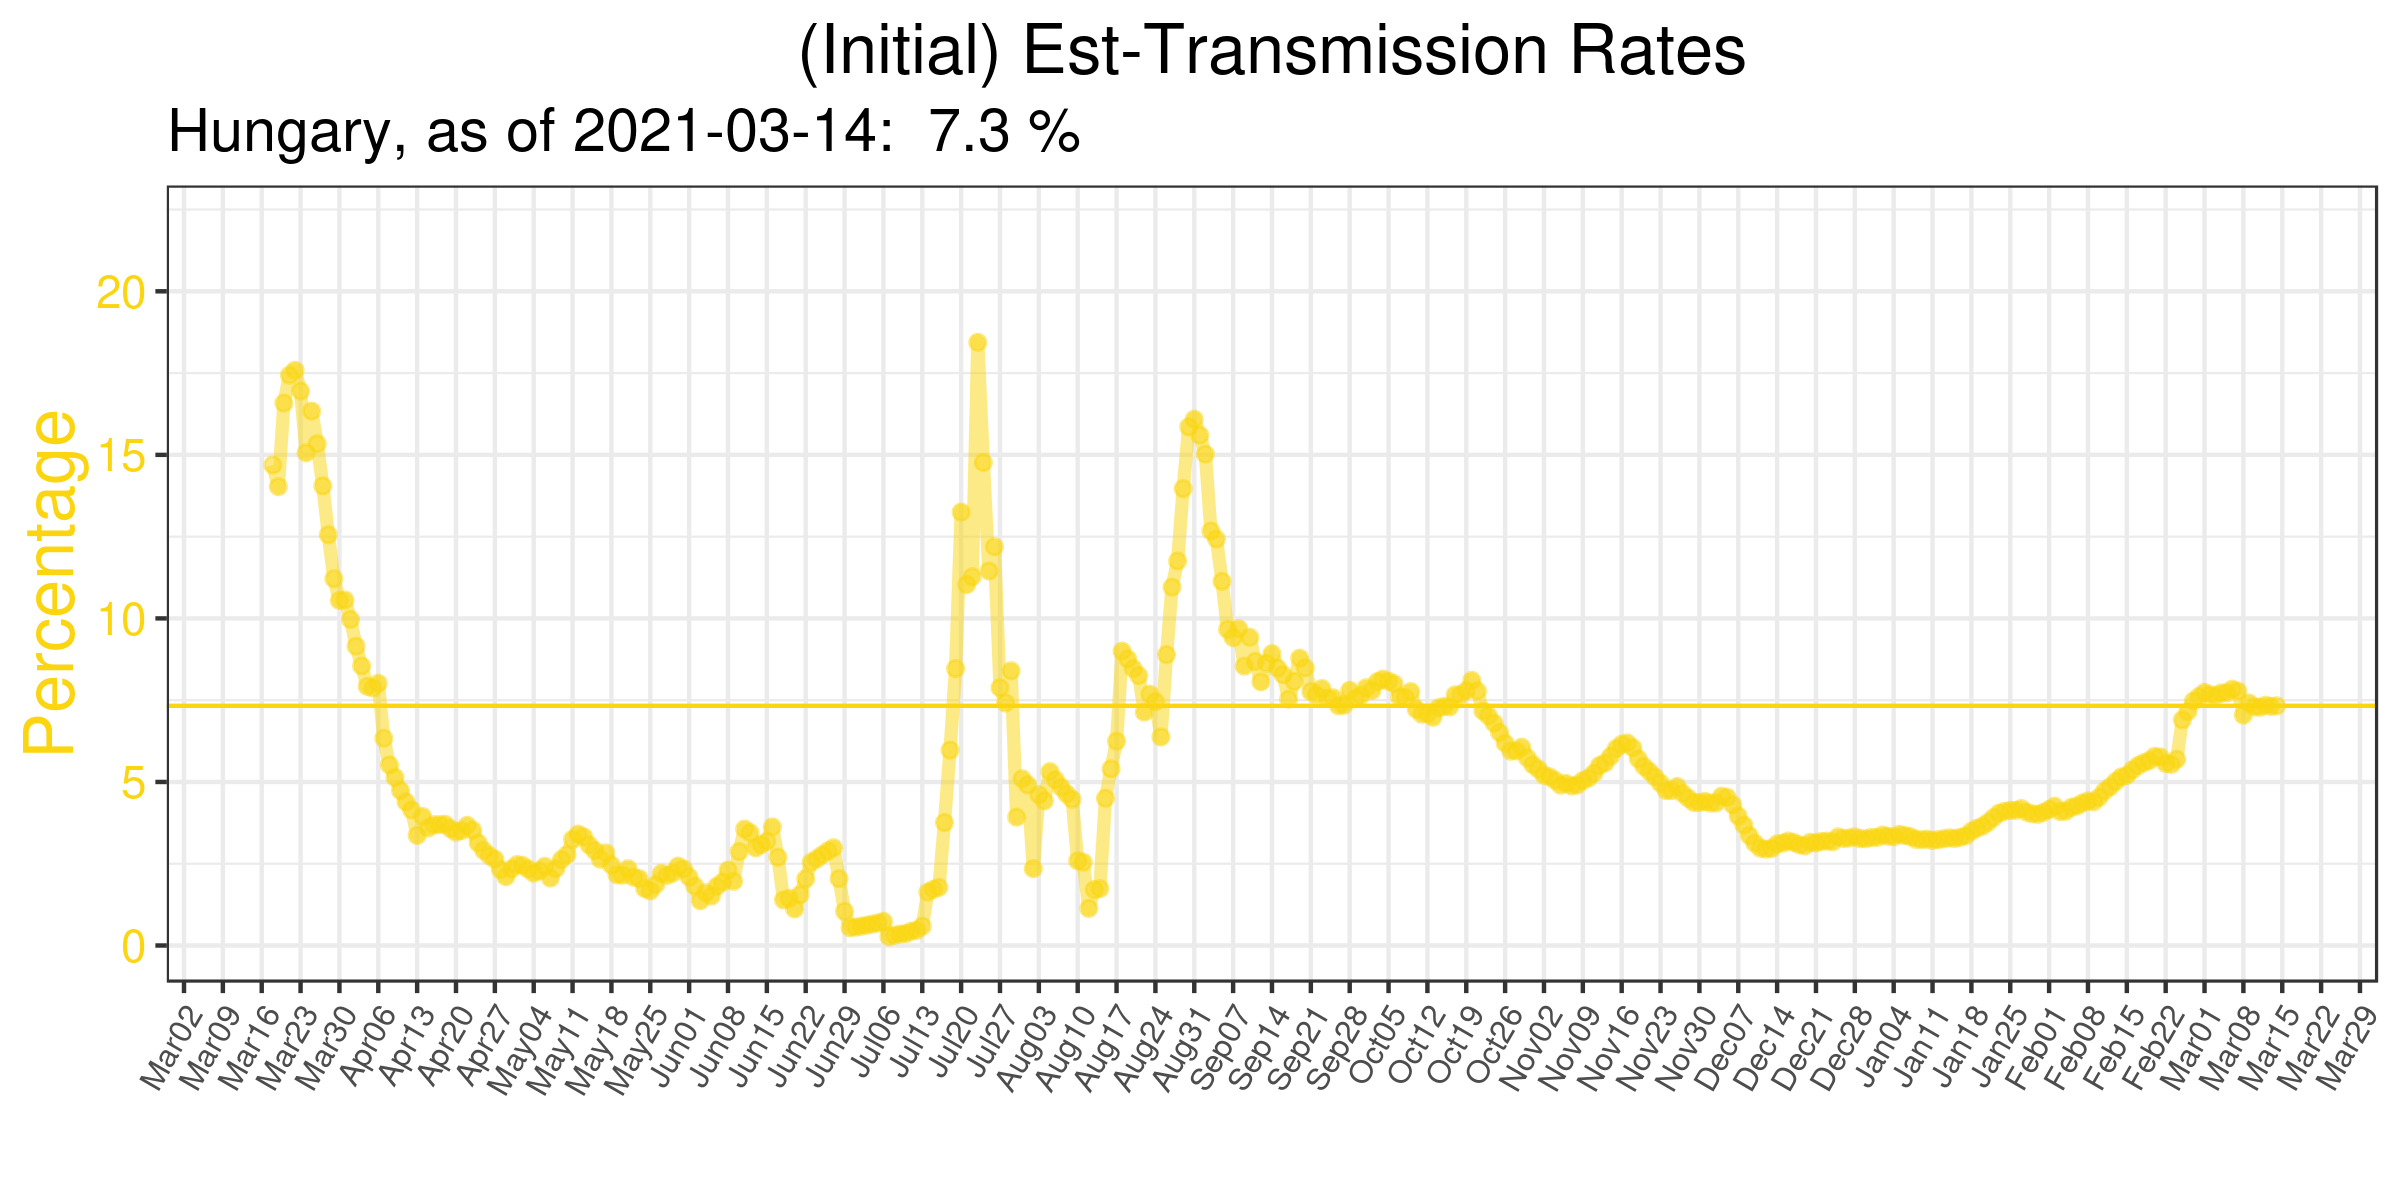 (Initial) Est-Transmission Rates
Hungary, as of 2021-03-14:  7.3 %
Percentage
20
15
10
5
0
Mar02
Mar09
Mar16
Mar23
Mar30
Apr06
Apr13
Apr20
Apr27
May04
May11
May18
May25
Jun01
Jun08
Jun15
Jun22
Jun29
Jul06
Jul13
Jul20
Jul27
Aug03
Aug10
Aug17
Aug24
Aug31
Sep07
Sep14
Sep21
Sep28
Oct05
Oct12
Oct19
Oct26
Nov02
Nov09
Nov16
Nov23
Nov30
Dec07
Dec14
Dec21
Dec28
Jan04
Jan11
Jan18
Jan25
Feb01
Feb08
Feb15
Feb22
Mar01
Mar08
Mar15
Mar22
Mar29